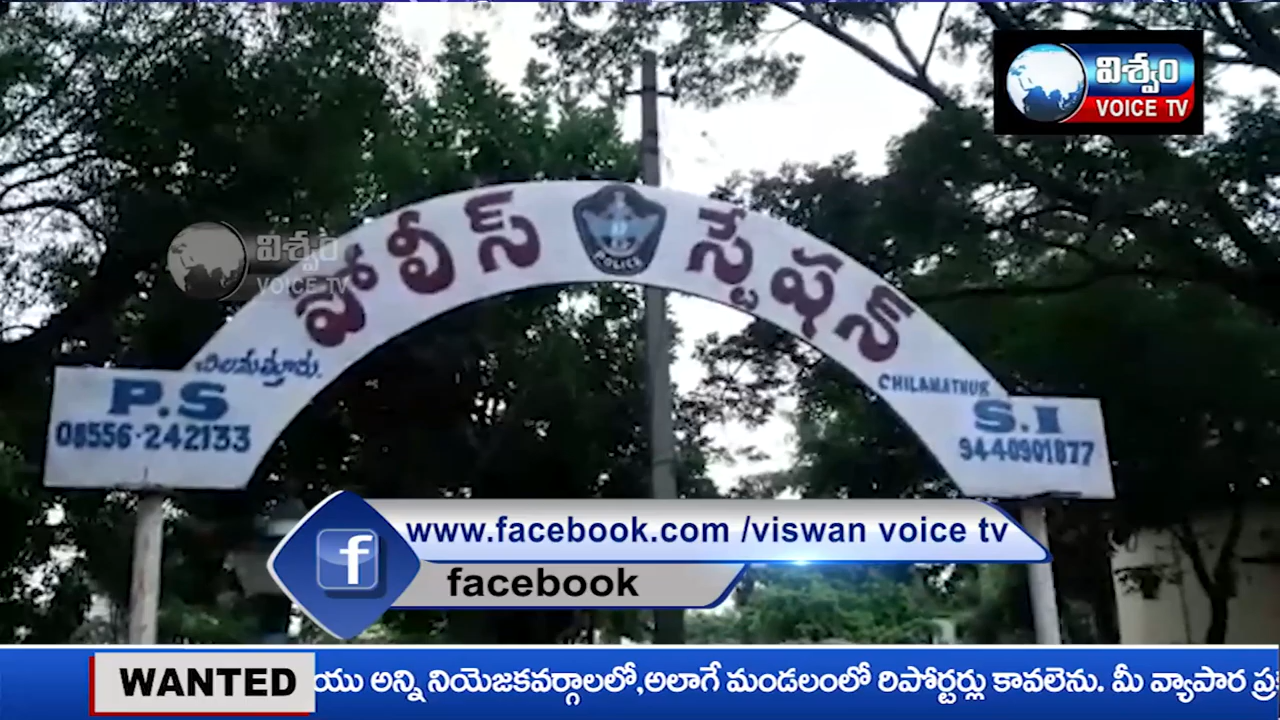 విశ్వం
VOICE TV
విశ్వం
VOICE TV
పోలీస్ POLICE స్టేషన్
చిలమత్తూరు.
CHILAMATHUR
P.S
08556-242133
S.I
9440901877
www.facebook.com /viswan voice tv
f facebook
WANTED యు అన్ని నియెజకవర్గాలలో,అలాగే మండలంలో రిపోర్టర్లు కావలెను. మీ వ్యాపార